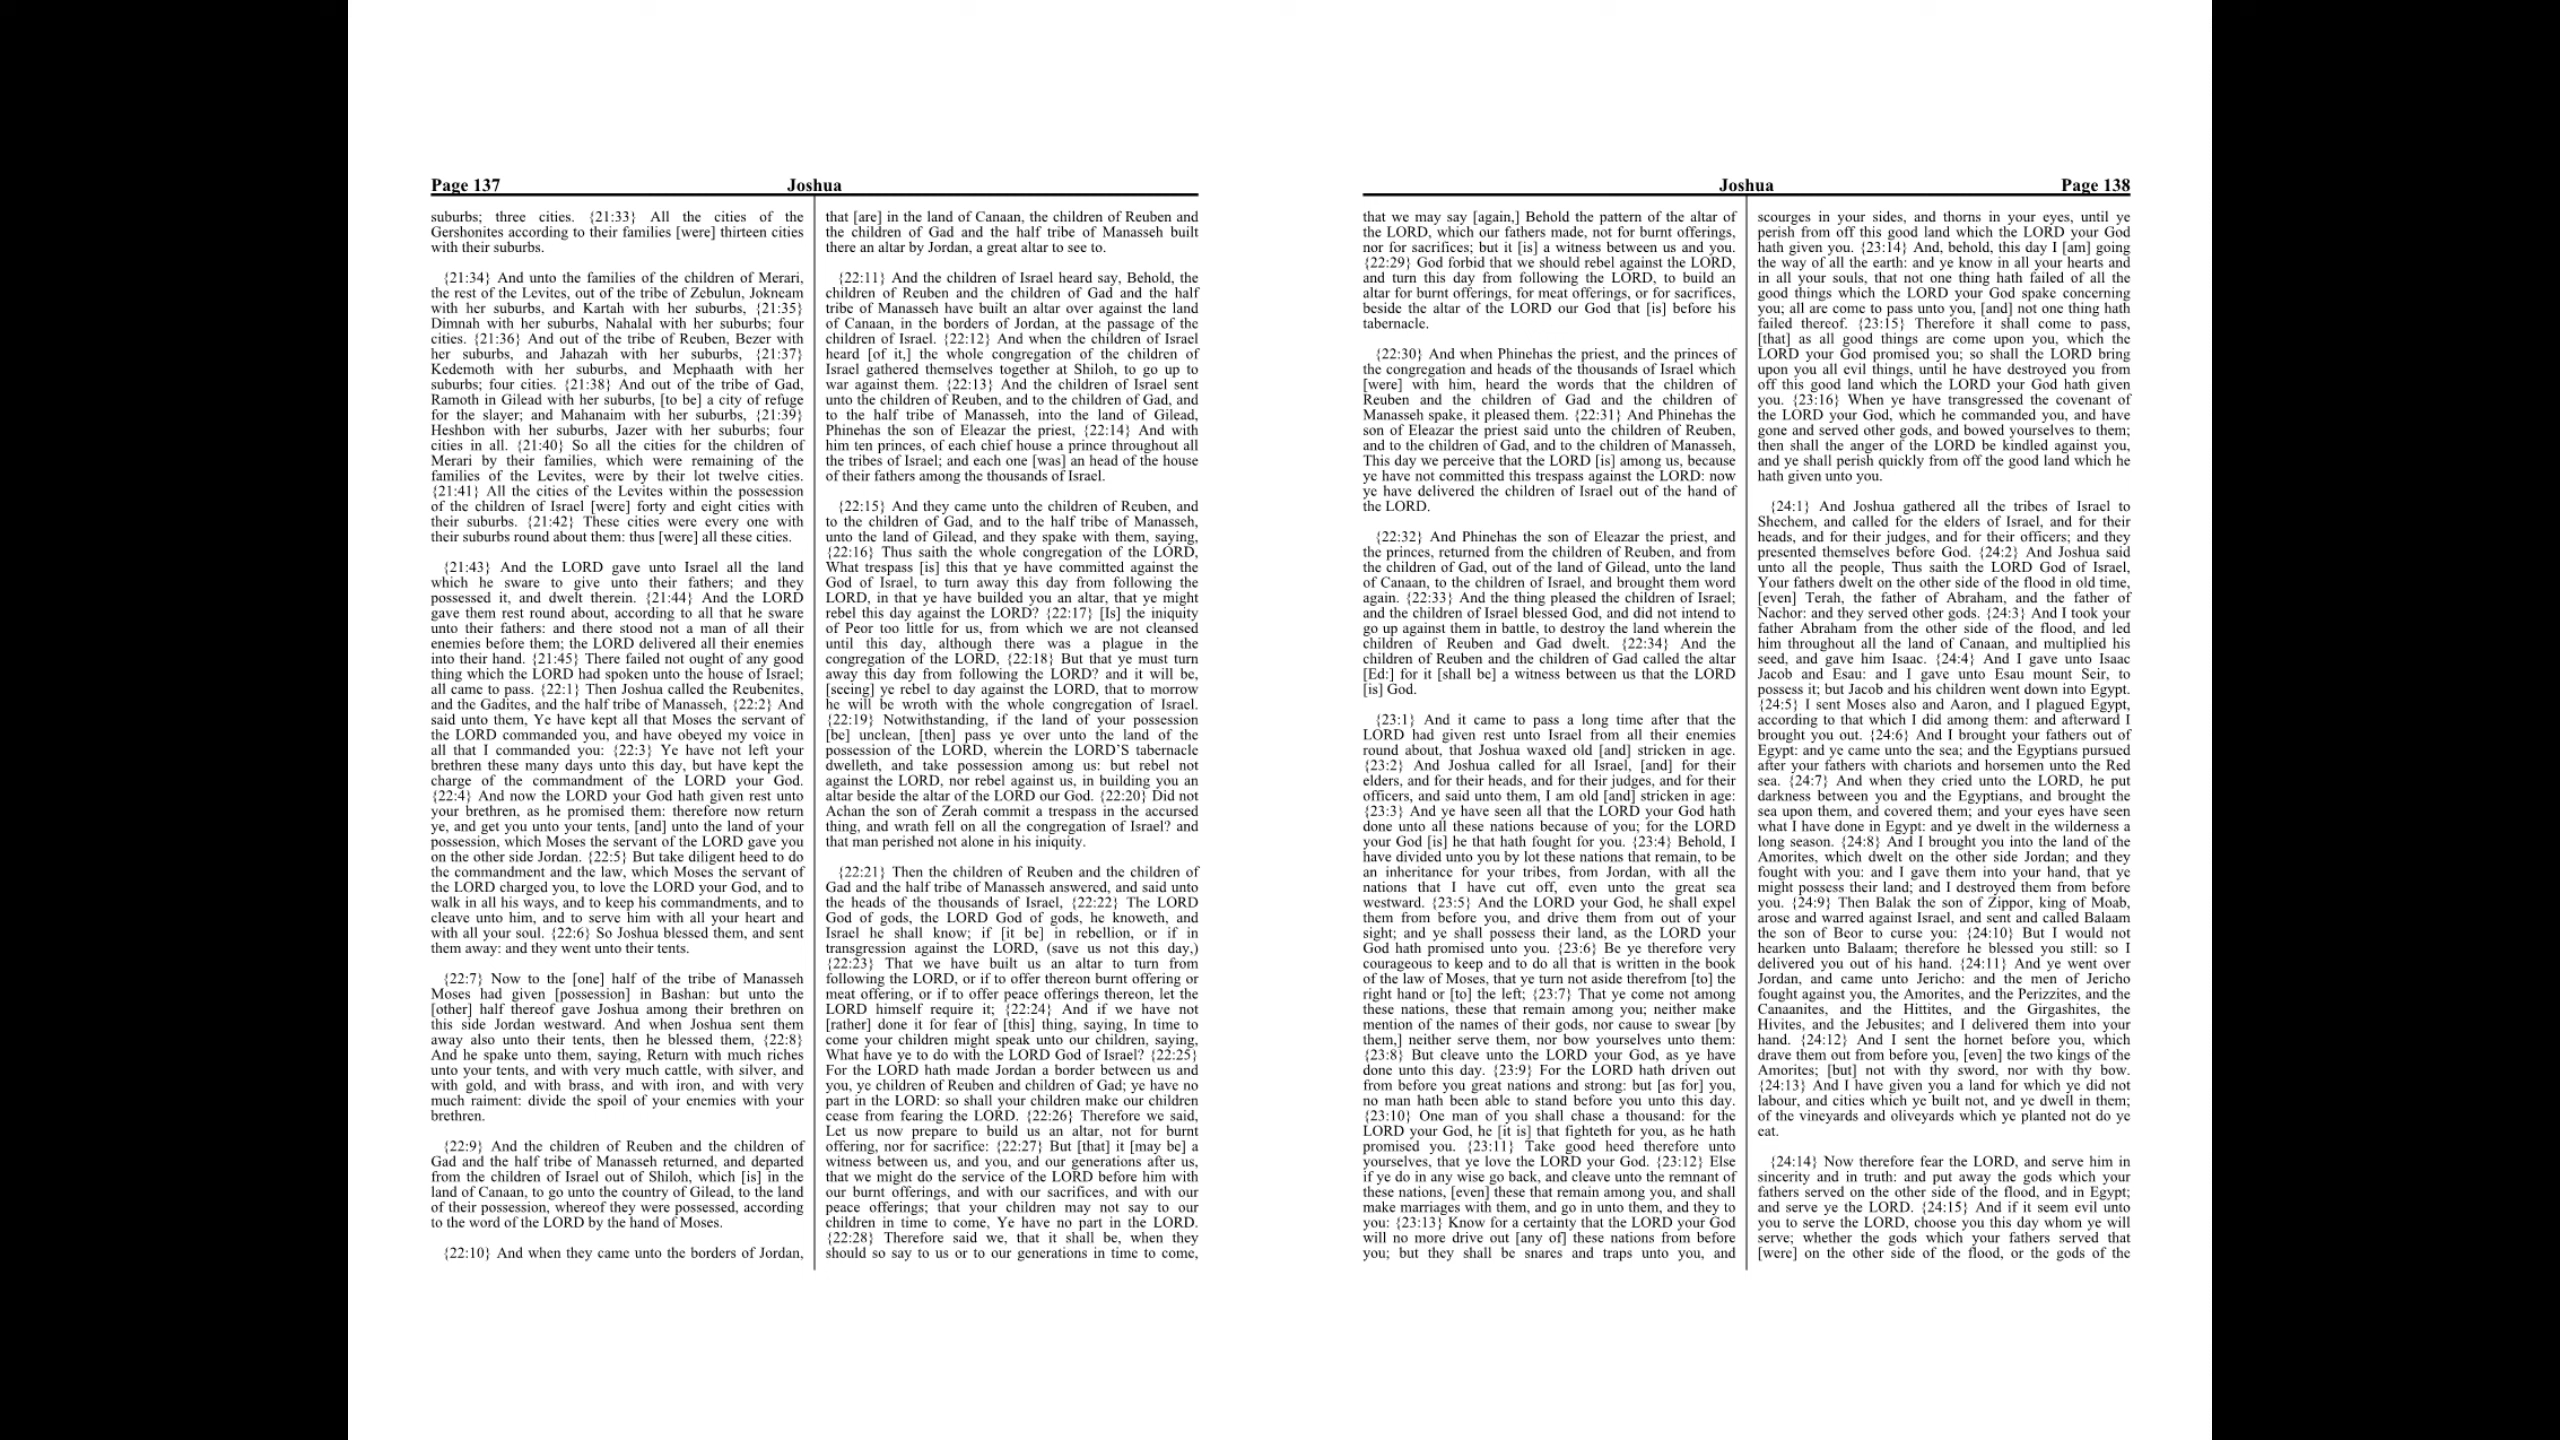 Page 137 Joshua
suburbs; three cities. {21:33} All the cities of the
Gershonites according to their families [were] thirteen cities
with their suburbs.
{21:34} And unto the families of the children of Merari,
the rest of the Levites, out of the tribe of Zebulun, Jokneam
with her suburbs, and Kartah with her suburbs, {21:35}
Dimnah with her suburbs, Nahalal with her suburbs; four
cities. {21:36} And out of the tribe of Reuben, Bezer with
her suburbs, and Jahazah with her suburbs, {21:37}
Kedemoth with her suburbs, and Mephaath with her
suburbs; four cities. {21:38} And out of the tribe of Gad,
Ramoth in Gilead with her suburbs, [to be] a city of refuge
for the slayer; and Mahanaim with her suburbs, {21:39}
Heshbon with her suburbs, Jazer with her suburbs; four
cities in all. {21:40} So all the cities for the children of
Merari by their families, which were remaining of the
families of the Levites, were by their lot twelve cities.
{21:41} All the cities of the Levites within the possession
of the children of Israel [were] forty and eight cities with
their suburbs. {21:42} These cities were every one with
their suburbs round about them: thus [were] all these cities.
{21:43} And the LORD gave unto Israel all the land
which he sware to give unto their fathers; and they
possessed it, and dwelt therein. {21:44} And the LORD
gave them rest round about, according to all that he sware
unto their fathers: and there stood not a man of all their
enemies before them; the LORD delivered all their enemies
into their hand. {21:45} There failed not ought of any good
thing which the LORD had spoken unto the house of Israel;
all came to pass. {22:1} Then Joshua called the Reubenites,
and the Gadites, and the half tribe of Manasseh, {22:2} And
said unto them, Ye have kept all that Moses the servant of
the LORD commanded you, and have obeyed my voice in
all that I commanded you: {22:3} Ye have not left your
brethren these many days unto this day, but have kept the
charge of the commandment of the LORD your God.
{22:4} And now the LORD your God hath given rest unto
your brethren, as he promised them: therefore now return
ye, and get you unto your tents, [and] unto the land of your
possession, which Moses the servant of the LORD gave you
on the other side Jordan. {22:5} But take diligent heed to do
the commandment and the law, which Moses the servant of
the LORD charged you, to love the LORD your God, and to
walk in all his ways, and to keep his commandments, and to
cleave unto him, and to serve him with all your heart and
with all your soul. {22:6} So Joshua blessed them, and sent
them away: and they went unto their tents.
{22:7} Now to the [one] half of the tribe of Manasseh
Moses had given [possession] in Bashan: but unto the
[other] half thereof gave Joshua among their brethren on
this side Jordan westward. And when Joshua sent them
away also unto their tents, then he blessed them, {22:8}
And he spake unto them, saying, Return with much riches
unto your tents, and with very much cattle, with silver, and
with gold, and with brass, and with iron, and with very
much raiment: divide the spoil of your enemies with your
brethren.
{22:9} And the children of Reuben and the children of
Gad and the half tribe of Manasseh returned, and departed
from the children of Israel out of Shiloh, which [is] in the
land of Canaan, to go unto the country of Gilead, to the land
of their possession, whereof they were possessed, according
to the word of the LORD by the hand of Moses.
{22:10} And when they came unto the borders of Jordan,
that [are] in the land of Canaan, the children of Reuben and
the children of Gad and the half tribe of Manasseh built
there an altar by Jordan, a great altar to see to.
{22:11} And the children of Israel heard say, Behold, the
children of Reuben and the children of Gad and the half
tribe of Manasseh have built an altar over against the land
of Canaan, in the borders of Jordan, at the passage of the
children of Israel. {22:12} And when the children of Israel
heard [of it,] the whole congregation of the children of
Israel gathered themselves together at Shiloh, to go up to
war against them. {22:13} And the children of Israel sent
unto the children of Reuben, and to the children of Gad, and
to the half tribe of Manasseh, into the land of Gilead,
Phinehas the son of Eleazar the priest, {22:14} And with
him ten princes, of each chief house a prince throughout all
the tribes of Israel; and each one [was] an head of the house
of their fathers among the thousands of Israel.
{22:15} And they came unto the children of Reuben, and
to the children of Gad, and to the half tribe of Manasseh,
unto the land of Gilead, and they spake with them, saying,
{22:16} Thus saith the whole congregation of the LORD,
What trespass [is] this that ye have committed against the
God of Israel, to turn away this day from following the
LORD, in that ye have builded you an altar, that ye might
rebel this day against the LORD? {22:17} [Is] the iniquity
of Peor too little for us, from which we are not cleansed
until this day, although there was a plague in the
congregation of the LORD, {22:18} But that ye must turn
away this day from following the LORD? and it will be,
[seeing] ye rebel to day against the LORD, that to morrow
he will be wroth with the whole congregation of Israel.
{22:19} Notwithstanding, if the land of your possession
[be] unclean, [then] pass ye over unto the land of the
possession of the LORD, wherein the LORD'S tabernacle
dwelleth, and take possession among us: but rebel not
against the LORD, nor rebel against us, in building you an
altar beside the altar of the LORD our God. {22:20} Did not
Achan the son of Zerah commit a trespass in the accursed
thing, and wrath fell on all the congregation of Israel? and
that man perished not alone in his iniquity.
{22:21} Then the children of Reuben and the children of
Gad and the half tribe of Manasseh answered, and said unto
the heads of the thousands of Israel, {22:22} The LORD
God of gods, the LORD God of gods, he knoweth, and
Israel he shall know; if [it be] in rebellion, or if in
transgression against the LORD, (save us not this day,)
{22:23} That we have built us an altar to turn from
following the LORD, or if to offer thereon burnt offering or
meat offering, or if to offer peace offerings thereon, let the
LORD himself require it; {22:24} And if we have not
[rather] done it for fear of [this] thing, saying, In time to
come your children might speak unto our children, saying,
What have ye to do with the LORD God of Israel? {22:25}
For the LORD hath made Jordan a border between us and
you, ye children of Reuben and children of Gad; ye have no
part in the LORD: so shall your children make our children
cease from fearing the LORD. {22:26} Therefore we said,
Let us now prepare to build us an altar, not for burnt
offering, nor for sacrifice: {22:27} But [that] it [may be] a
witness between us, and you, and our generations after us,
that we might do the service of the LORD before him with
our burnt offerings, and with our sacrifices, and with our
peace offerings; that your children may not say to our
children in time to come, Ye have no part in the LORD.
{22:28} Therefore said we, that it shall be, when they
should so say to us or to our generations in time to come,
Joshua Page 138
that we may say [again,] Behold the pattern of the altar of
the LORD, which our fathers made, not for burnt offerings,
nor for sacrifices; but it [is] a witness between us and you.
{22:29} God forbid that we should rebel against the LORD,
and turn this day from following the LORD, to build an
altar for burnt offerings, for meat offerings, or for sacrifices,
beside the altar of the LORD our God that [is] before his
tabernacle.
{22:30} And when Phinehas the priest, and the princes of
the congregation and heads of the thousands of Israel which
[were] with him, heard the words that the children of
Reuben and the children of Gad and the children of
Manasseh spake, it pleased them. {22:31} And Phinehas the
son of Eleazar the priest said unto the children of Reuben,
and to the children of Gad, and to the children of Manasseh,
This day we perceive that the LORD [is] among us, because
ye have not committed this trespass against the LORD: now
ye have delivered the children of Israel out of the hand of
the LORD.
{22:32} And Phinehas the son of Eleazar the priest, and
the princes, returned from the children of Reuben, and from
the children of Gad, out of the land of Gilead, unto the land
of Canaan, to the children of Israel, and brought them word
again. {22:33} And the thing pleased the children of Israel;
and the children of Israel blessed God, and did not intend to
go up against them in battle, to destroy the land wherein the
children of Reuben and Gad dwelt. {22:34} And the
children of Reuben and the children of Gad called the altar
[Ed:] for it [shall be] a witness between us that the LORD
[is] God.
{23:1} And it came to pass a long time after that the
LORD had given rest unto Israel from all their enemies
round about, that Joshua waxed old [and] stricken in age.
{23:2} And Joshua called for all Israel, [and] for their
elders, and for their heads, and for their judges, and for their
officers, and said unto them, I am old [and] stricken in age:
{23:3} And ye have seen all that the LORD your God hath
done unto all these nations because of you; for the LORD
your God [is] he that hath fought for you. {23:4} Behold, I
have divided unto you by lot these nations that remain, to be
an inheritance for your tribes, from Jordan, with all the
nations that I have cut off, even unto the great sea
westward. {23:5} And the LORD your God, he shall expel
them from before you, and drive them from out of your
sight; and ye shall possess their land, as the LORD your
God hath promised unto you. {23:6} Be ye therefore very
courageous to keep and to do all that is written in the book
of the law of Moses, that ye turn not aside therefrom [to] the
right hand or [to] the left; {23:7} That ye come not among
these nations, these that remain among you; neither make
mention of the names of their gods, nor cause to swear [by
them,] neither serve them, nor bow yourselves unto them:
{23:8} But cleave unto the LORD your God, as ye have
done unto this day. {23:9} For the LORD hath driven out
from before you great nations and strong: but [as for] you,
no man hath been able to stand before you unto this day.
{23:10} One man of you shall chase a thousand: for the
LORD your God, he [it is] that fighteth for you, as he hath
promised you. {23:11} Take good heed therefore unto
yourselves, that ye love the LORD your God. {23:12} Else
if ye do in any wise go back, and cleave unto the remnant of
these nations, [even] these that remain among you, and shall
make marriages with them, and go in unto them, and they to
you: {23:13} Know for a certainty that the LORD your God
will no more drive out [any of] these nations from before
you; but they shall be snares and traps unto you, and
scourges in your sides, and thorns in your eyes, until ye
perish from off this good land which the LORD your God
hath given you. {23:14} And, behold, this day I [am] going
the way of all the earth: and ye know in all your hearts and
in all your souls, that not one thing hath failed of all the
good things which the LORD your God spake concerning
you; all are come to pass unto you, [and] not one thing hath
failed thereof. {23:15} Therefore it shall come to pass,
[that] as all good things are come upon you, which the
LORD your God promised you; so shall the LORD bring
upon you all evil things, until he have destroyed you from
off this good land which the LORD your God hath given
you. {23:16} When ye have transgressed the covenant of
the LORD your God, which he commanded you, and have
gone and served other gods, and bowed yourselves to them;
then shall the anger of the LORD be kindled against you,
and ye shall perish quickly from off the good land which he
hath given unto you.
{24:1} And Joshua gathered all the tribes of Israel to
Shechem, and called for the elders of Israel, and for their
heads, and for their judges, and for their officers; and they
presented themselves before God. {24:2} And Joshua said
unto all the people, Thus saith the LORD God of Israel,
Your fathers dwelt on the other side of the flood in old time,
[even] Terah, the father of Abraham, and the father of
Nachor: and they served other gods. {24:3} And I took your
father Abraham from the other side of the flood, and led
him throughout all the land of Canaan, and multiplied his
seed, and gave him Isaac. {24:4} And I gave unto Isaac
Jacob and Esau: and I gave unto Esau mount Seir, to
possess it; but Jacob and his children went down into Egypt.
{24:5} I sent Moses also and Aaron, and I plagued Egypt,
according to that which I did among them: and afterward I
brought you out. {24:6} And I brought your fathers out of
Egypt: and ye came unto the sea; and the Egyptians pursued
after your fathers with chariots and horsemen unto the Red
sea. {24:7} And when they cried unto the LORD, he put
darkness between you and the Egyptians, and brought the
sea upon them, and covered them; and your eyes have seen
what I have done in Egypt: and ye dwelt in the wilderness a
long season. {24:8} And I brought you into the land of the
Amorites, which dwelt on the other side Jordan; and they
fought with you: and I gave them into your hand, that ye
might possess their land; and I destroyed them from before
you. {24:9} Then Balak the son of Zippor, king of Moab,
arose and warred against Israel, and sent and called Balaam
the son of Beor to curse you: {24:10} But I would not
hearken unto Balaam; therefore he blessed you still: so I
delivered you out of his hand. {24:11} And ye went over
Jordan, and came unto Jericho: and the men of Jericho
fought against you, the Amorites, and the Perizzites, and the
Canaanites, and the Hittites, and the Girgashites, the
Hivites, and the Jebusites; and I delivered them into your
hand. {24:12} And I sent the hornet before you, which
drave them out from before you, [even] the two kings of the
Amorites; [but] not with thy sword, nor with thy bow.
{24:13} And I have given you a land for which ye did not
labour, and cities which ye built not, and ye dwell in them;
of the vineyards and oliveyards which ye planted not do ye
eat.
{24:14} Now therefore fear the LORD, and serve him in
sincerity and in truth: and put away the gods which your
fathers served on the other side of the flood, and in Egypt;
and serve ye the LORD. {24:15} And if it seem evil unto
you to serve the LORD, choose you this day whom ye will
serve; whether the gods which your fathers served that
[were] on the other side of the flood, or the gods of the